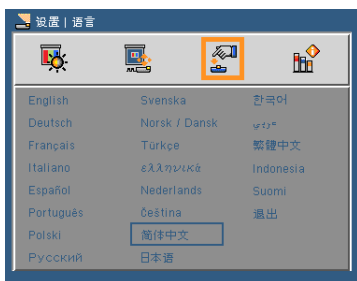 设置 | 语言
English Svenska 한국어
Deutsch Norsk / Dansk
Français Türkçe 繁體中文
Italiano ελληνικά Indonesia
Español Nederlands Suomi
Português Čeština 退出
Polski 简体中文
Русский 日本语